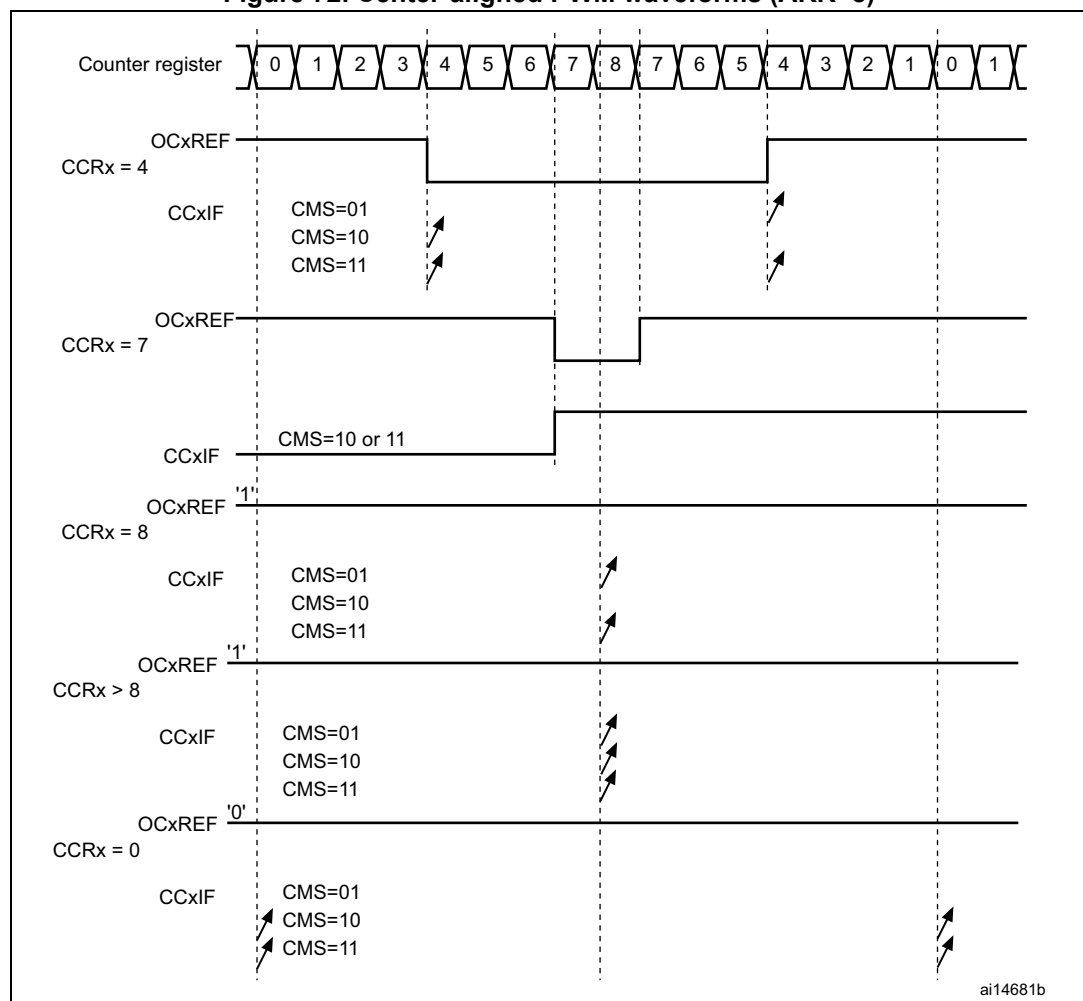 Counter register 0 1 2 3 4 5 6 7 8 7 6 5 4 3 2 1 0 1
OCxREF
CCRx = 4
CCxIF CMS=01
CMS=10
CMS=11
OCxREF
CCRx = 7
CMS=10 or 11
CCxIF
'1'
OCxREF
CCRx = 8
CCxIF CMS=01
CMS=10
CMS=11
'1'
OCxREF
CCRx > 8
CCxIF CMS=01
CMS=10
CMS=11
'0'
OCxREF
CCRx = 0
CCxIF CMS=01
CMS=10
CMS=11
ai14681b